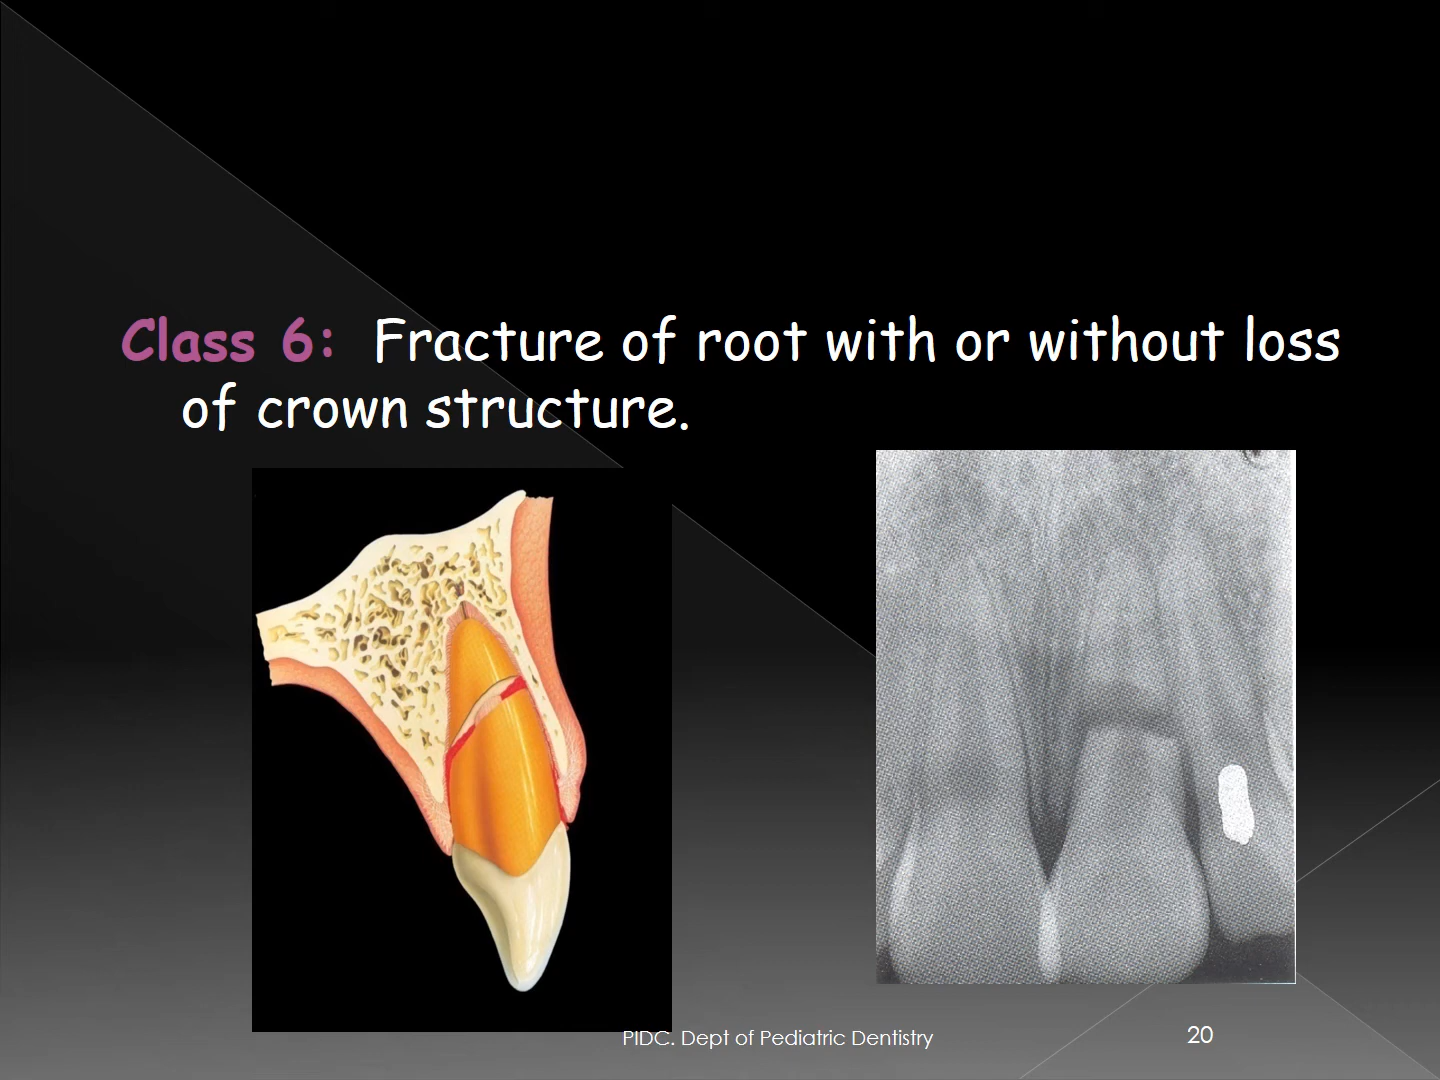 Class 6: Fracture of root with or without loss
of crown structure.
PIDC. Dept of Pediatric Dentistry
20